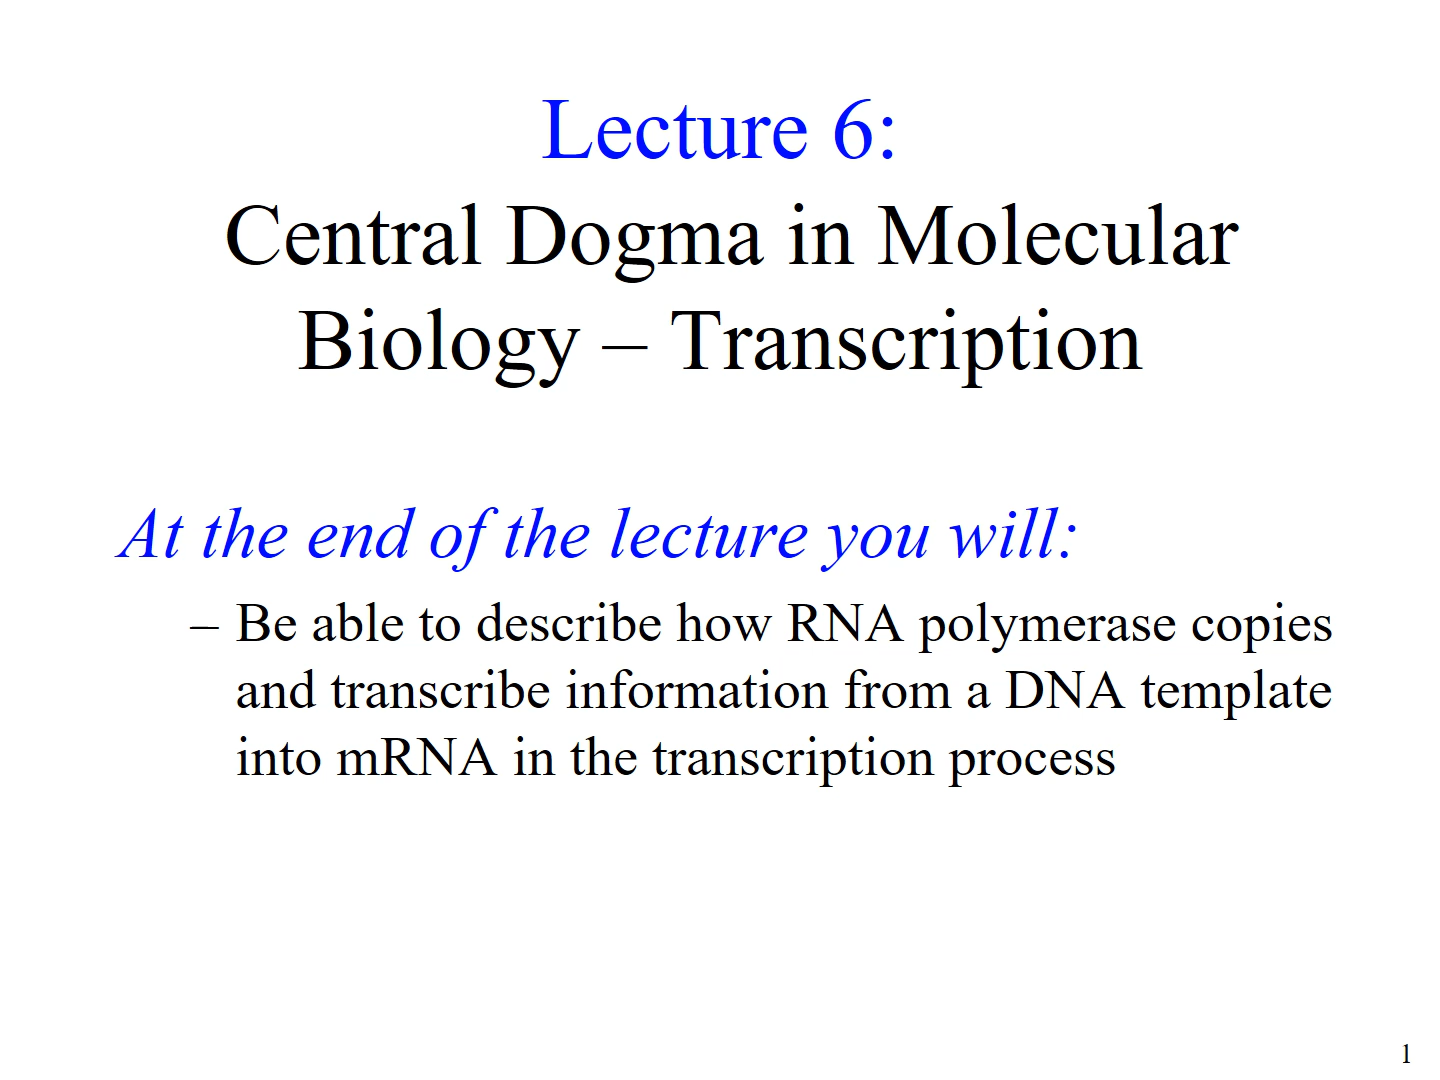 Lecture 6:
Central Dogma in Molecular
Biology – Transcription
At the end of the lecture you will:
– Be able to describe how RNA polymerase copies
and transcribe information from a DNA template
into mRNA in the transcription process
1